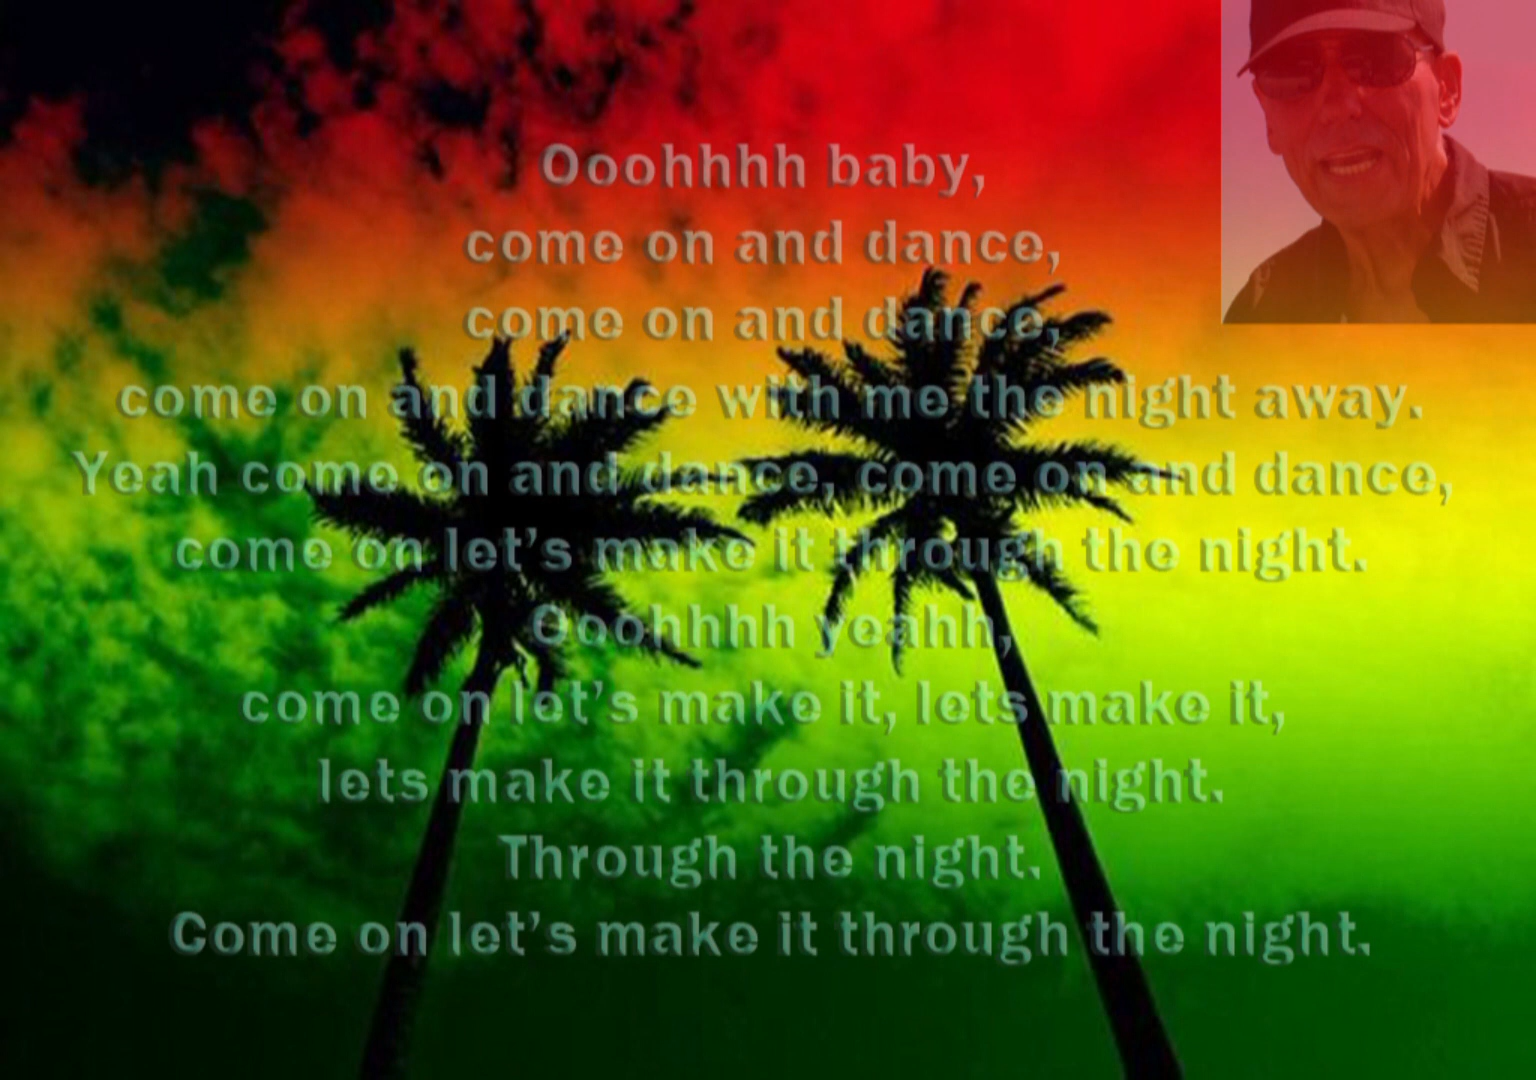 Ooohhhh baby,
come on and dance,
come on and dance,
come on and dance with me the night away.
Yeah come on and dance, come on and dance,
come on let’s make it through the night.
Ooohhhh yeahh,
come on let’s make it, lets make it,
lets make it through the night.
Through the night.
Come on let’s make it through the night.